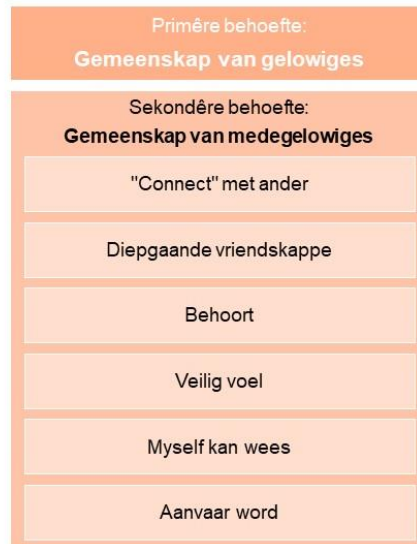 Primêre behoefte:
Gemeenskap van gelowiges
Sekondêre behoefte:
Gemeenskap van medegelowiges
"Connect" met ander
Diepgaande vriendskappe
Behoort
Veilig voel
Myself kan wees
Aanvaar word